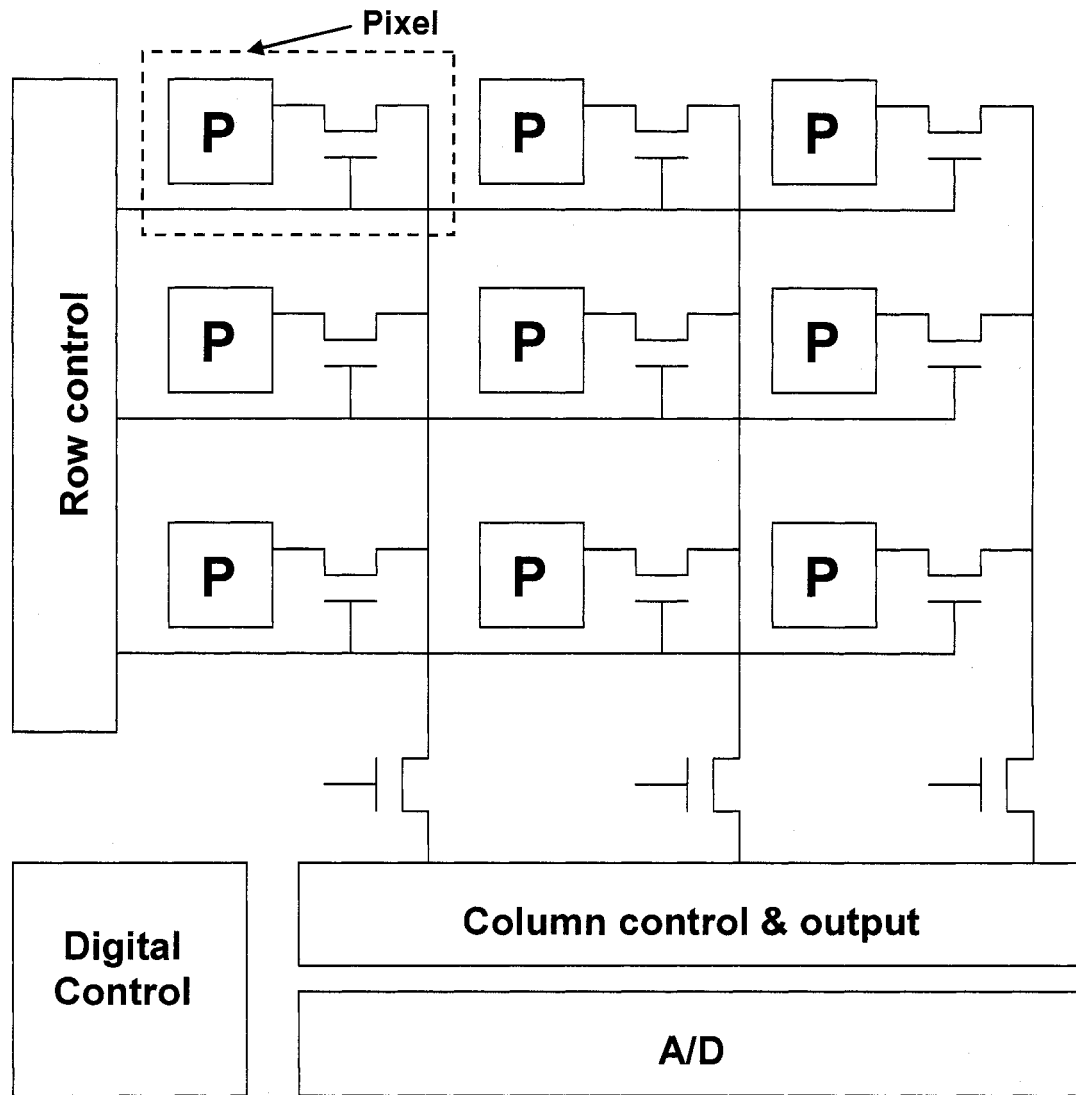 Pixel
P P P
Row control
P P P
P P P
Digital
Control
Column control & output
A/D